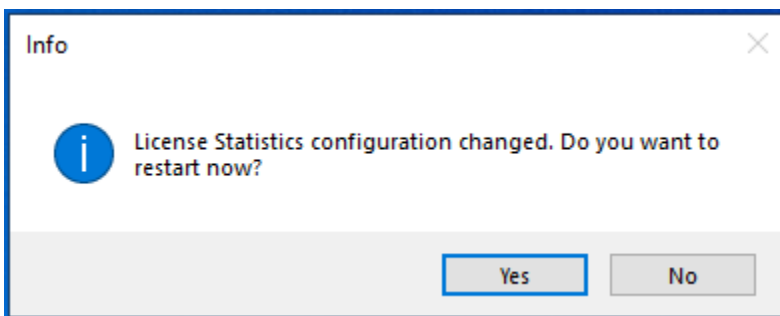 Info
License Statistics configuration changed. Do you want to
restart now?
Yes
No